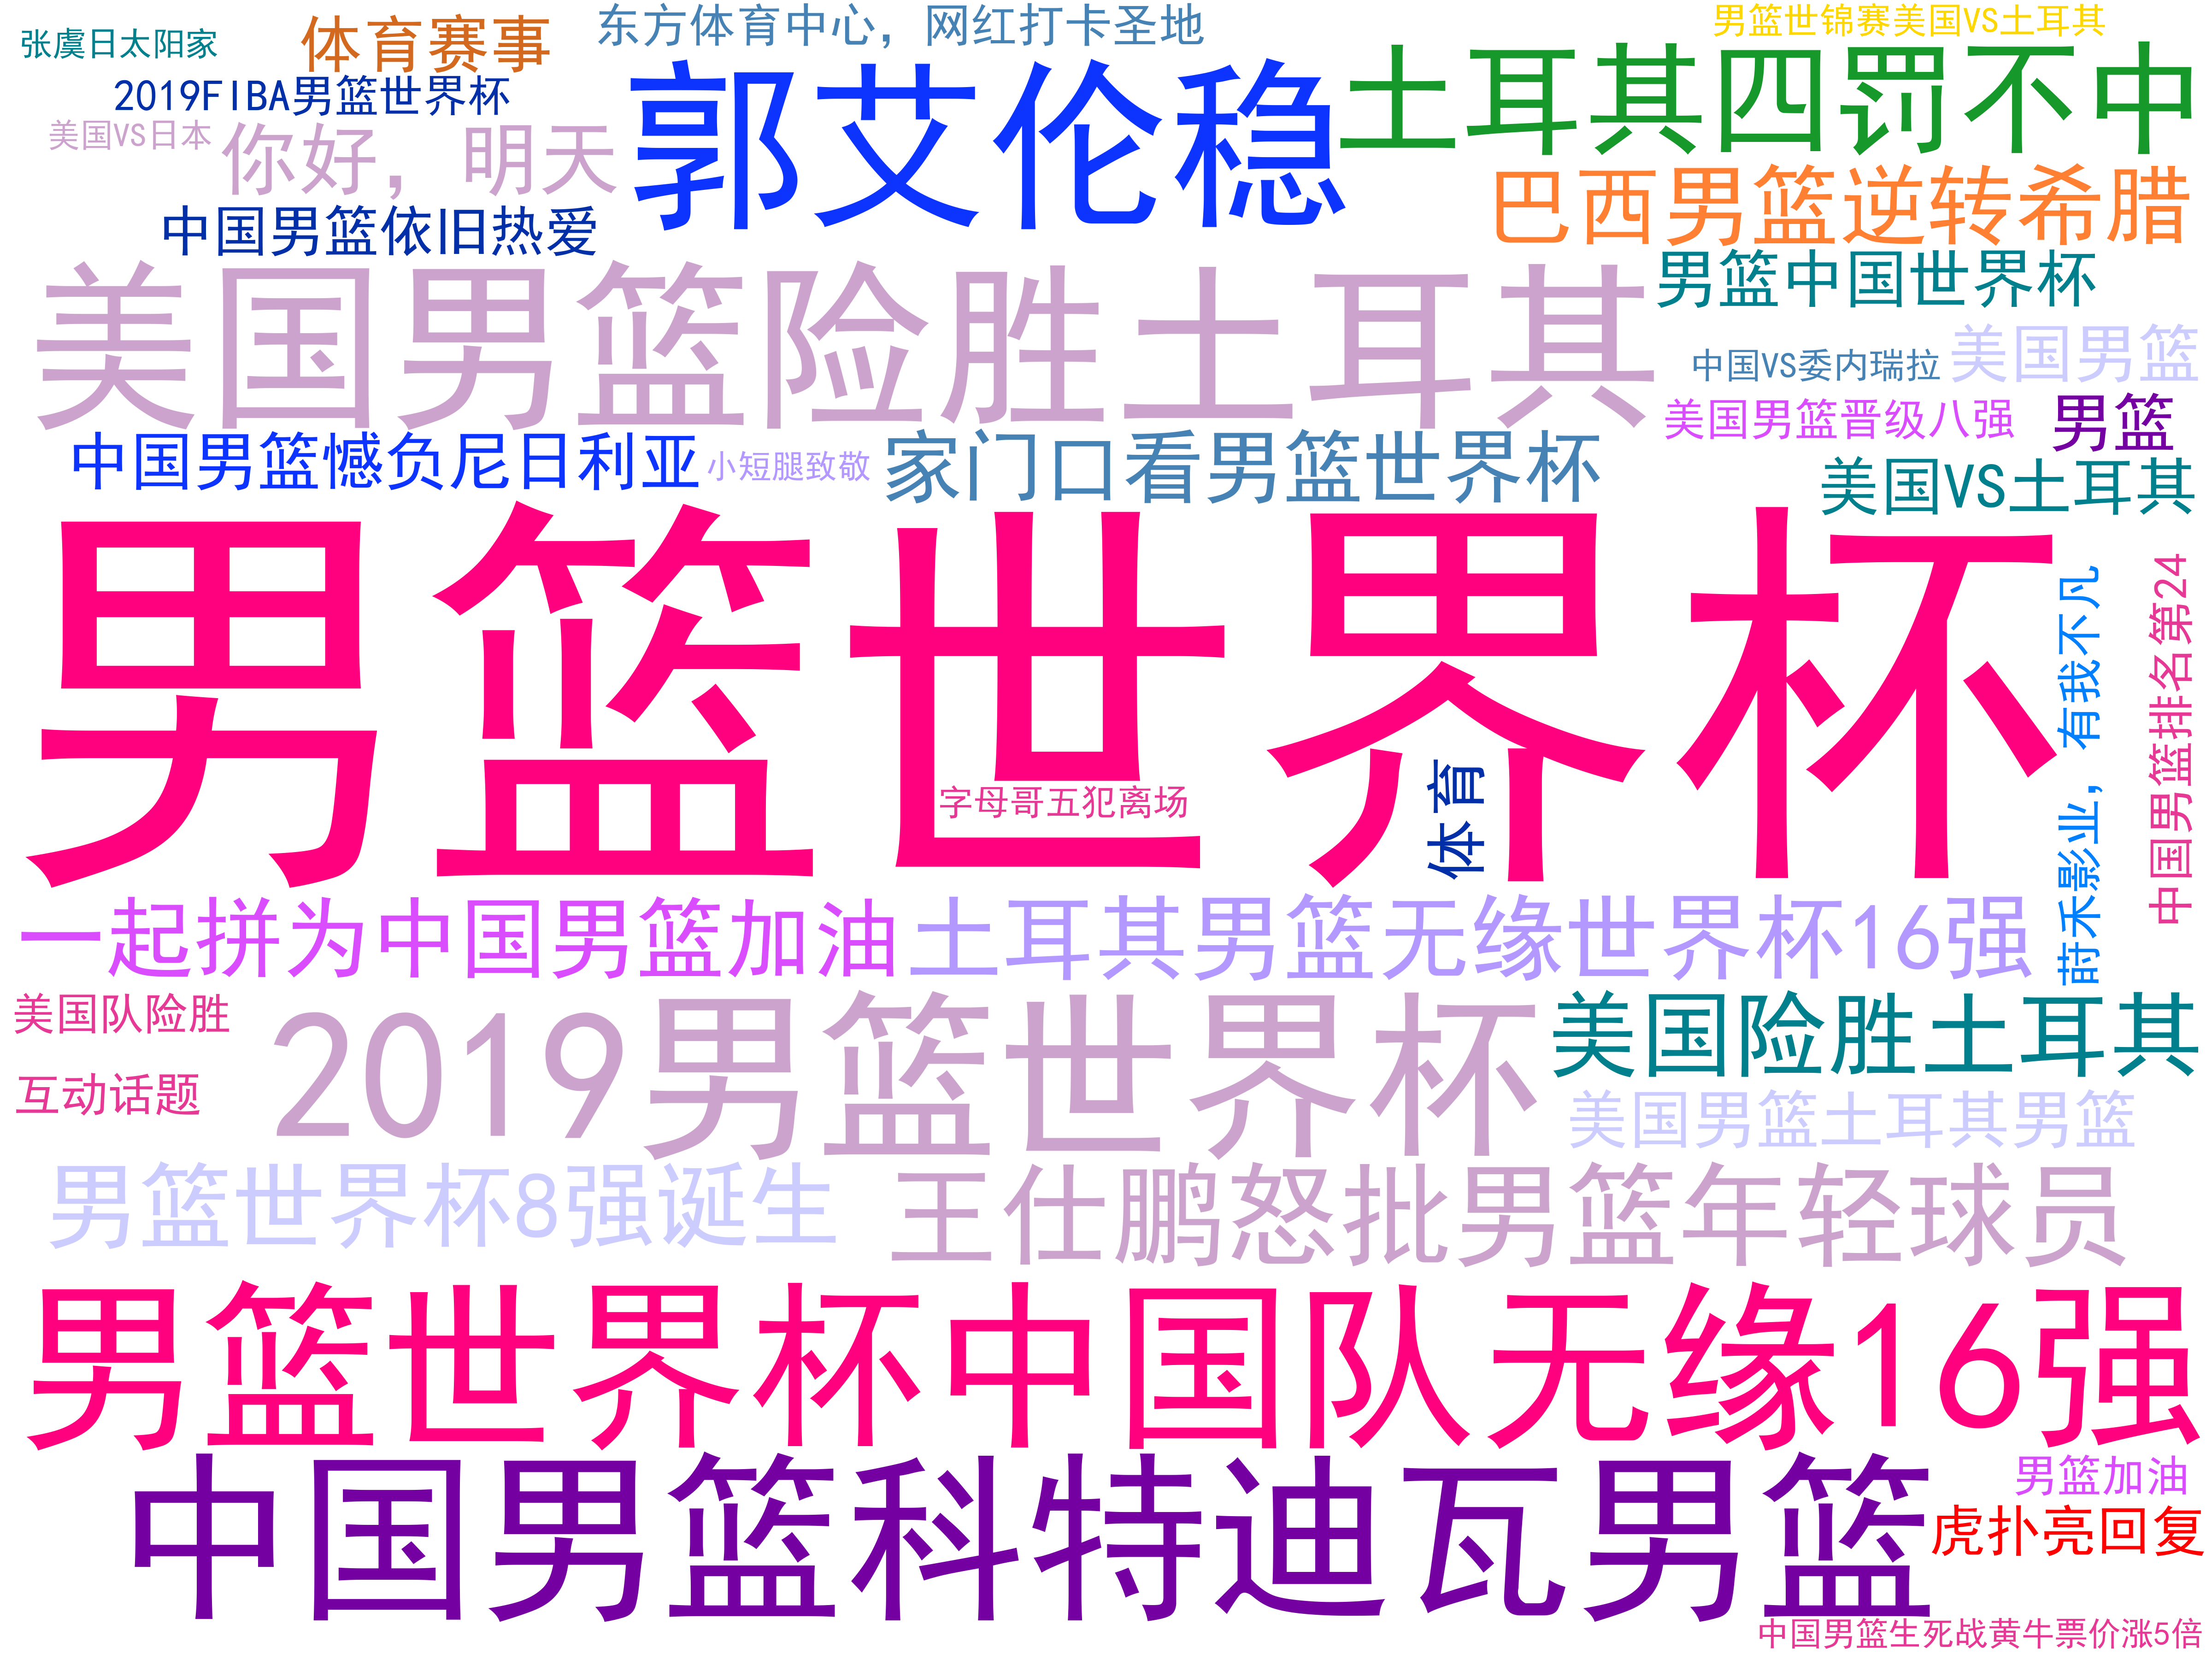 张虞日太阳家
体育赛事
东方体育中心，网红打卡圣地
男篮世锦赛美国VS土耳其
2019FIBA男篮世界杯
郭艾伦稳
土耳其四罚不中
美国VS日本
你好，明天
巴西男篮逆转希腊
中国男篮依旧热爱
男篮中国世界杯
美国男篮险胜土耳其
中国VS委内瑞拉
美国男篮
美国男篮晋级八强
男篮
中国男篮憾负尼日利亚
小短腿致敬
家门口看男篮世界杯
美国VS土耳其
男篮世界杯
字母哥五犯离场
体育
莳禾影业，有我不凡
中国男篮排名第24
一起拼为中国男篮加油
土耳其男篮无缘世界杯16强
美国队险胜
2019男篮世界杯
美国险胜土耳其
互动话题
美国男篮土耳其男篮
男篮世界杯8强诞生
王仕鹏怒批男篮年轻球员
男篮世界杯中国队无缘16强
中国男篮科特迪瓦男篮
男篮加油
虎扑亮回复
中国男篮生死战黄牛票价涨5倍